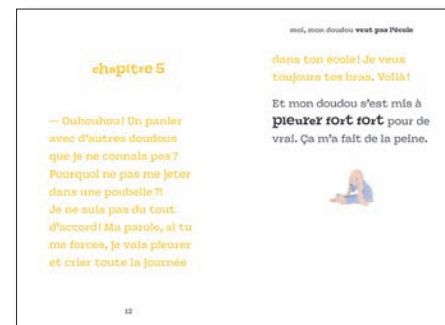 chapitre 5
— Ouhouhou! Un panier
avec d'autres doudous
que je ne connais pas?
Pourquoi ne pas me jeter
dans une poubelle?!
Je ne suis pas du tout
d'accord! Ma parole, si tu
me forces, je vais pleurer
et crier toute la journée
12
moi, mon doudou veut pas l'école
dans ton école! Je veux
toujours tes bras. Voilà!
Et mon doudou s'est mis à
pleurer fort fort pour de
vrai. Ça m'a fait de la peine.